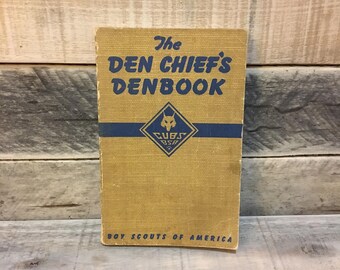 The
DEN CHIEF'S
DENBOOK
CUBS
BSA
BOY SCOUTS OF AMERICA